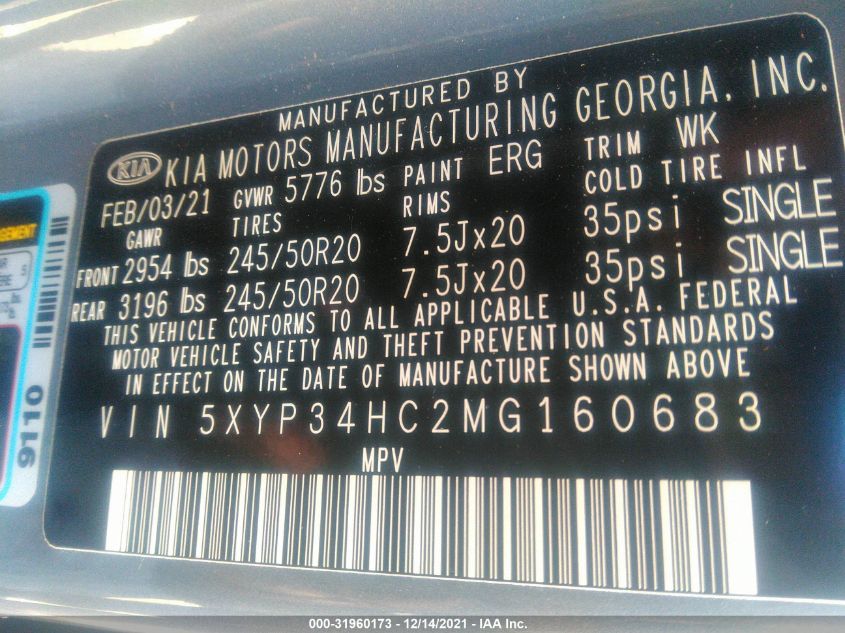 MANUFACTURED BY
KIA KIA MOTORS MANUFACTURING GEORGIA, INC.
FEB/03/21 GVWR 5776 lbs PAINT ERG TRIM WK
GAWR TIRES RIMS COLD TIRE INFL
FRONT 2954 lbs 245/50R20 7.5Jx20 35psi SINGLE
REAR 3196 lbs 245/50R20 7.5Jx20 35psi SINGLE
THIS VEHICLE CONFORMS TO ALL APPLICABLE U.S.A. FEDERAL
MOTOR VEHICLE SAFETY AND THEFT PREVENTION STANDARDS
IN EFFECT ON THE DATE OF MANUFACTURE SHOWN ABOVE
VIN 5XYP34HC2MG160683
MPV
9110
000-31960173 - 12/14/2021 - IAA Inc.